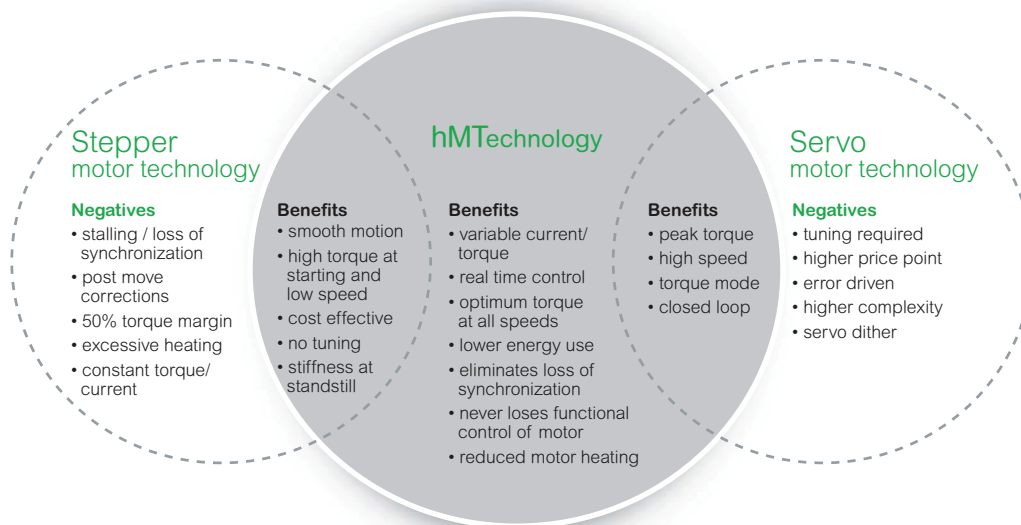 Stepper
motor technology
Negatives
• stalling / loss of
synchronization
• post move
corrections
• 50% torque margin
• excessive heating
• constant torque/
current
Benefits
• smooth motion
• high torque at
starting and
low speed
• cost effective
• no tuning
• stiffness at
standstill
hMTechnology
Benefits
• variable current/
torque
• real time control
• optimum torque
at all speeds
• lower energy use
• eliminates loss of
synchronization
• never loses functional
control of motor
• reduced motor heating
Benefits
• peak torque
• high speed
• torque mode
• closed loop
Servo
motor technology
Negatives
• tuning required
• higher price point
• error driven
• higher complexity
• servo dither